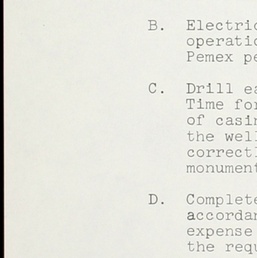 B. Electric
operatio
Pemex pe
C. Drill ea
Time for
of casin
the well
correctl
monument
D. Complete
accordan
expense
the requ